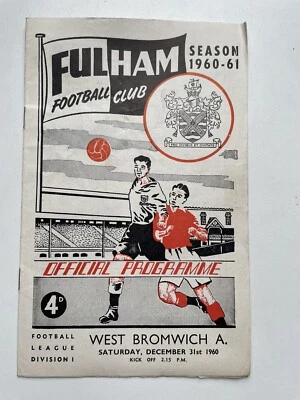 FULHAM
FOOTBALL CLUB
SEASON
1960-61
OFFICIAL PROGRAMME
4D
FOOTBALL
LEAGUE
DIVISION I
WEST BROMWICH A.
SATURDAY, DECEMBER 31st 1960
KICK OFF 2.15 P.M.